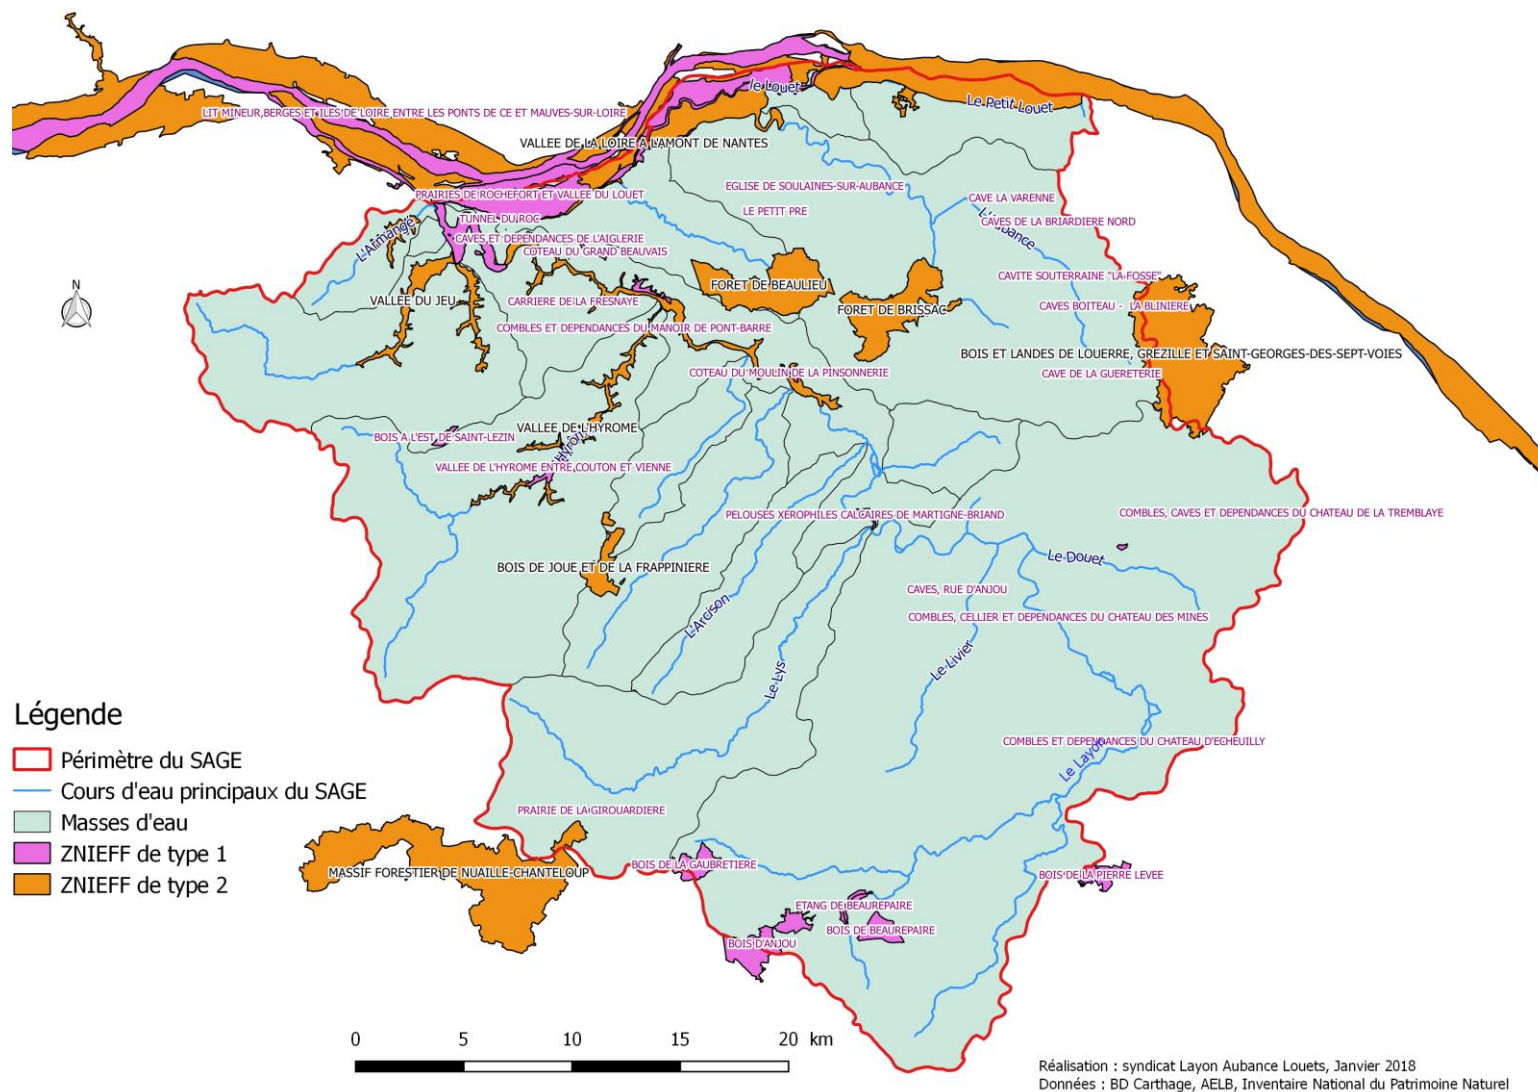 le Louet
Le Petit Louet
LIT MINEUR,BERGES ET ILES DE LOIRE ENTRE LES PONTS DE CE ET MAUVES-SUR-LOIRE
VALLEE DE LA LOIRE A L'AMONT DE NANTES
EGLISE DE SOULAINES-SUR-AUBANCE
PRAIRIES DE ROCHEFORT ET VALLEE DU LOUET
CAVE LA VARENNE
LE PETIT PRE
TUNNEL DU ROC
L'Aubance
CAVES DE LA BRIARDIERE NORD
L'Armange
CAVES ET DEPENDANCES DE L'AIGLERIE
COTEAU DU GRAND BEAUVAIS
CAVITE SOUTERRAINE "LA FOSSE"
N
FORET DE BEAULIEU
VALLEE DU JEU
CARRIERE DE LA FRESNAYE
FORET DE BRISSAC
CAVES BOITEAU - LA BLINIERE
COMBLES ET DEPENDANCES DU MANOIR DE PONT-BARRE
BOIS ET LANDES DE LOUERRE, GREZILLE ET SAINT-GEORGES-DES-SEPT-VOIES
COTEAU DU MOULIN DE LA PINSONNERIE
CAVE DE LA GUERETERIE
VALLEE DE L'HYROME
BOIS A L'EST DE SAINT-LEZIN
VALLEE DE L'HYROME ENTRE COUTON ET VIENNE
PELOUSES XEROPHILES CALCAIRES DE MARTIGNE-BRIAND
COMBLES, CAVES ET DEPENDANCES DU CHATEAU DE LA TREMBLAYE
Le Douet
BOIS DE JOUE ET DE LA FRAPPINIERE
CAVES, RUE D'ANJOU
L'Arcison
COMBLES, CELLIER ET DEPENDANCES DU CHATEAU DES MINES
Le Livier
Le Lys
COMBLES ET DEPENDANCES DU CHATEAU D'ECHEUILLY
Le Layon
PRAIRIE DE LA GIROUARDIERE
BOIS DE LA GAUBRETIERE
MASSIF FORESTIER DE NUAILLE-CHANTELOUP
BOIS DE LA PIERRE LEVEE
ETANG DE BEAUREPAIRE
BOIS DE BEAUREPAIRE
BOIS D'ANJOU
Légende
Périmètre du SAGE
Cours d'eau principaux du SAGE
Masses d'eau
ZNIEFF de type 1
ZNIEFF de type 2
0 5 10 15 20 km
Réalisation : syndicat Layon Aubance Louets, Janvier 2018
Données : BD Carthage, AELB, Inventaire National du Patrimoine Naturel